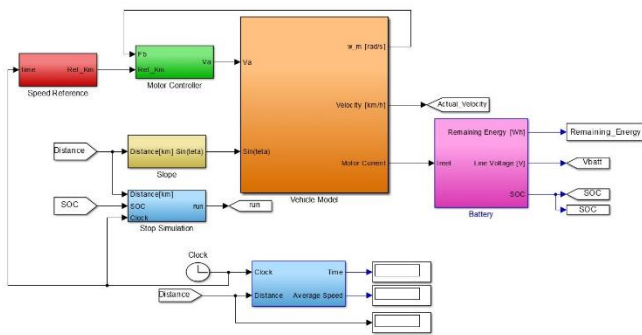 Fb
w_m [rad/s]
time
Ref_Km
Ref_Km
Va
Va
Speed Reference
Motor Controller
Velocity [km/h]
Actual_Velocity
Distance
Distance[km]
Sin(teta)
Sin(teta)
Slope
Motor Current
Vehicle Model
Remaining Energy [Wh]
Remaining_Energy
Line Voltage (V)
Vbatt
SOC
SOC
SOC
Battery
Distance[km]
SOC
SOC
run
run
Clock
Stop Simulation
Clock
Clock
Time
Distance
Distance
Average Speed